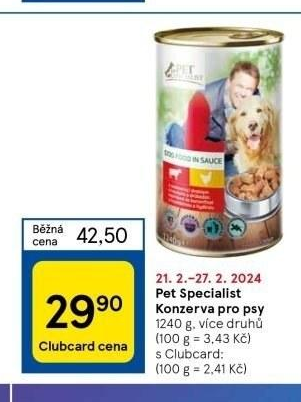 PET
SPECIALIST
DOG FOOD IN SAUCE
1240g
Běžná
cena
42,50
29⁹⁰
Clubcard cena
21. 2.–27. 2. 2024
Pet Specialist
Konzerva pro psy
1240 g, více druhů
(100 g = 3,43 Kč)
s Clubcard:
(100 g = 2,41 Kč)